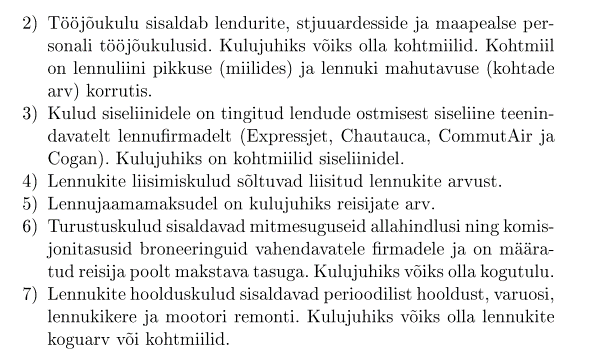 2) Tööjõukulu sisaldab lendurite, stjuuardesside ja maapealse per-
sonali tööjõukulusid. Kulujuhiks võiks olla kohtmiilid. Kohtmiil
on lennuliini pikkuse (miilides) ja lennuki mahutavuse (kohtade
arv) korrutis.
3) Kulud siseliinidele on tingitud lendude ostmisest siseliine teenin-
davatelt lennufirmadelt (Expressjet, Chautauca, CommutAir ja
Cogan). Kulujuhiks on kohtmiilid siseliinidel.
4) Lennukite liisimiskulud sõltuvad liisitud lennukite arvust.
5) Lennujaamamaksudel on kulujuhiks reisijate arv.
6) Turustuskulud sisaldavad mitmesuguseid allahindlusi ning komis-
jonitasusid broneeringuid vahendavatele firmadele ja on määra-
tud reisija poolt makstava tasuga. Kulujuhiks võiks olla kogutulu.
7) Lennukite hoolduskulud sisaldavad perioodilist hooldust, varuosi,
lennukikere ja mootori remonti. Kulujuhiks võiks olla lennukite
koguarv või kohtmiilid.